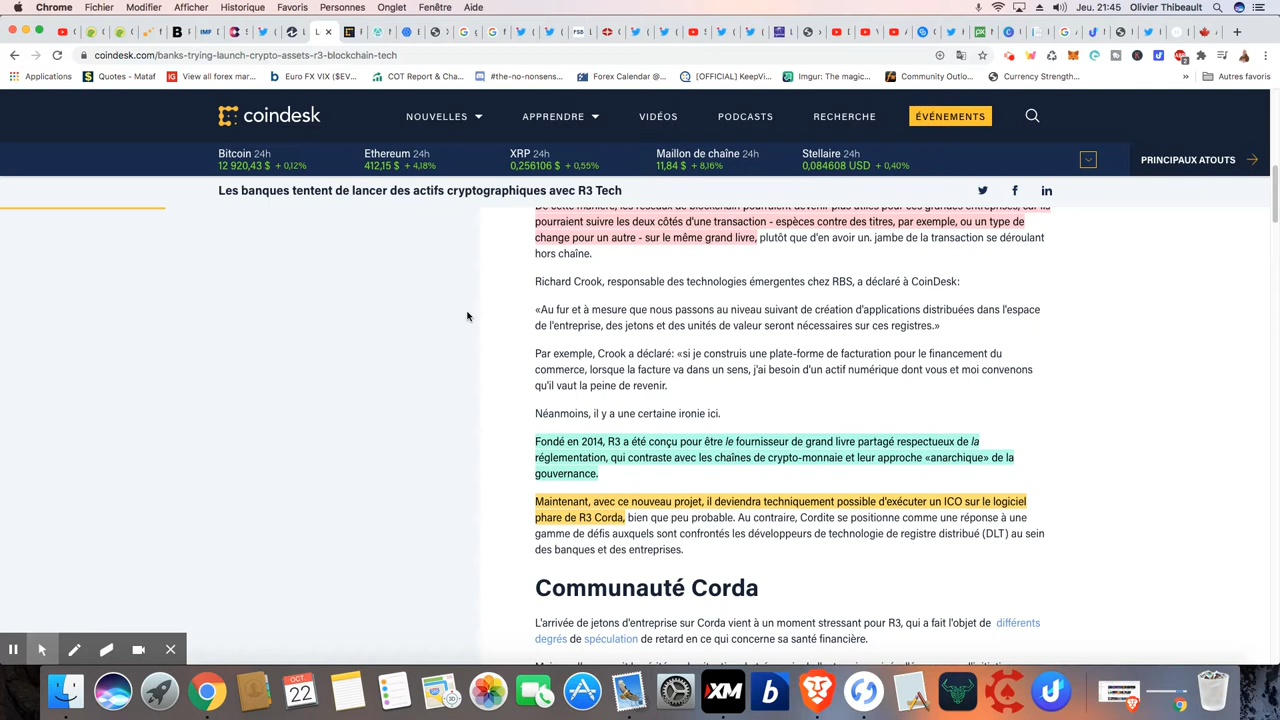 Chrome Fichier Modifier Afficher Historique Favoris Personnes Onglet Fenêtre Aide Jeu. 21:45 Olivier Thibeault
coindesk.com/banks-trying-launch-crypto-assets-r3-blockchain-tech
Applications Quotes - Mataf View all forex mar... Euro FX VIX ($EV... COT Report & Cha... #the-no-nonsens... Forex Calendar @... [OFFICIAL] KeepVi... Imgur: The magic... Community Outlo... Currency Strength... » Autres favoris
coindesk NOUVELLES APPRENDRE VIDÉOS PODCASTS RECHERCHE ÉVÉNEMENTS
Bitcoin 24h Ethereum 24h XRP 24h Maillon de chaîne 24h Stellaire 24h
12 920,43 $ + 0,12% 412,15 $ + 4,18% 0,256106 $ + 0,55% 11,84 $ + 8,16% 0,084608 USD + 0,40%
PRINCIPAUX ATOUTS
Les banques tentent de lancer des actifs cryptographiques avec R3 Tech
De cette manière, les réseaux de blockchain pourraient devenir plus utiles pour ces grandes entreprises, car ils
pourraient suivre les deux côtés d'une transaction - espèces contre des titres, par exemple, ou un type de
change pour un autre - sur le même grand livre, plutôt que d'en avoir un. jambe de la transaction se déroulant
hors chaîne.
Richard Crook, responsable des technologies émergentes chez RBS, a déclaré à CoinDesk:
«Au fur et à mesure que nous passons au niveau suivant de création d'applications distribuées dans l'espace
de l'entreprise, des jetons et des unités de valeur seront nécessaires sur ces registres.»
Par exemple, Crook a déclaré: «si je construis une plate-forme de facturation pour le financement du
commerce, lorsque la facture va dans un sens, j'ai besoin d'un actif numérique dont vous et moi convenons
qu'il vaut la peine de revenir.
Néanmoins, il y a une certaine ironie ici.
Fondé en 2014, R3 a été conçu pour être le fournisseur de grand livre partagé respectueux de la
réglementation, qui contraste avec les chaînes de crypto-monnaie et leur approche «anarchique» de la
gouvernance.
Maintenant, avec ce nouveau projet, il deviendra techniquement possible d'exécuter un ICO sur le logiciel
phare de R3 Corda, bien que peu probable. Au contraire, Cordite se positionne comme une réponse à une
gamme de défis auxquels sont confrontés les développeurs de technologie de registre distribué (DLT) au sein
des banques et des entreprises.
Communauté Corda
L'arrivée de jetons d'entreprise sur Corda vient à un moment stressant pour R3, qui a fait l'objet de différents
degrés de spéculation de retard en ce qui concerne sa santé financière.
OCT.
22
XM
b